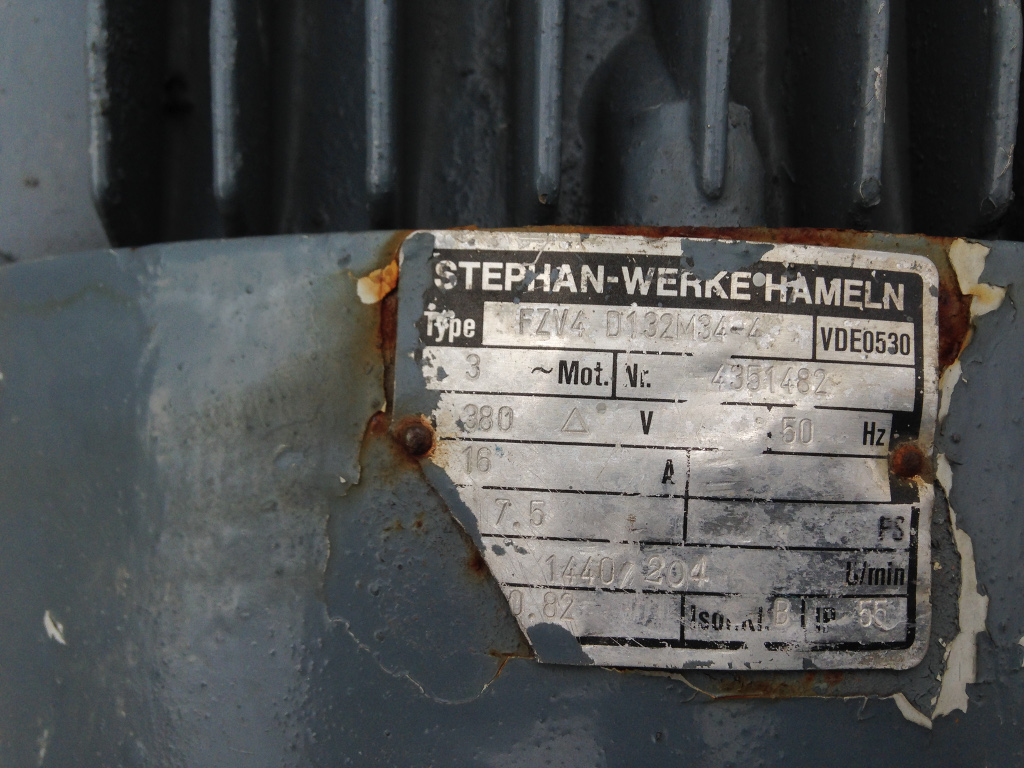 STEPHAN-WERKE HAMELN
Type FZV4 D132M34-4 VDE0530
3 ~Mot. Nr. 4351482
380 △ V 50 Hz
16 A
7.5 PS
1440/204 U/min
0.82 Isol.Kl. B IP 55